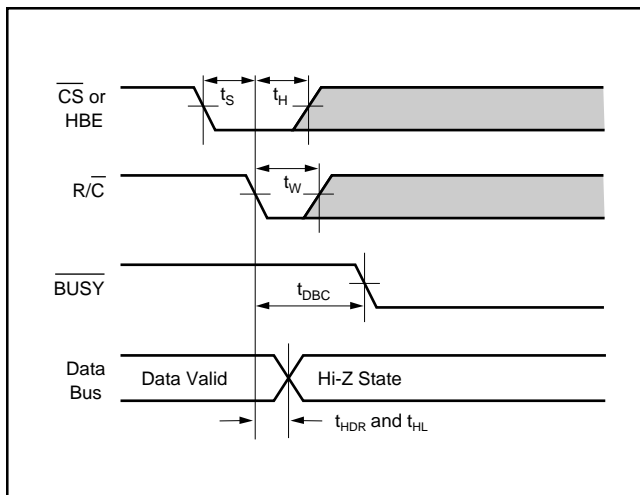 CS or
HBE
tS
tH
R/C
tW
BUSY
tDBC
Data
Bus
Data Valid
Hi-Z State
tHDR and tHL